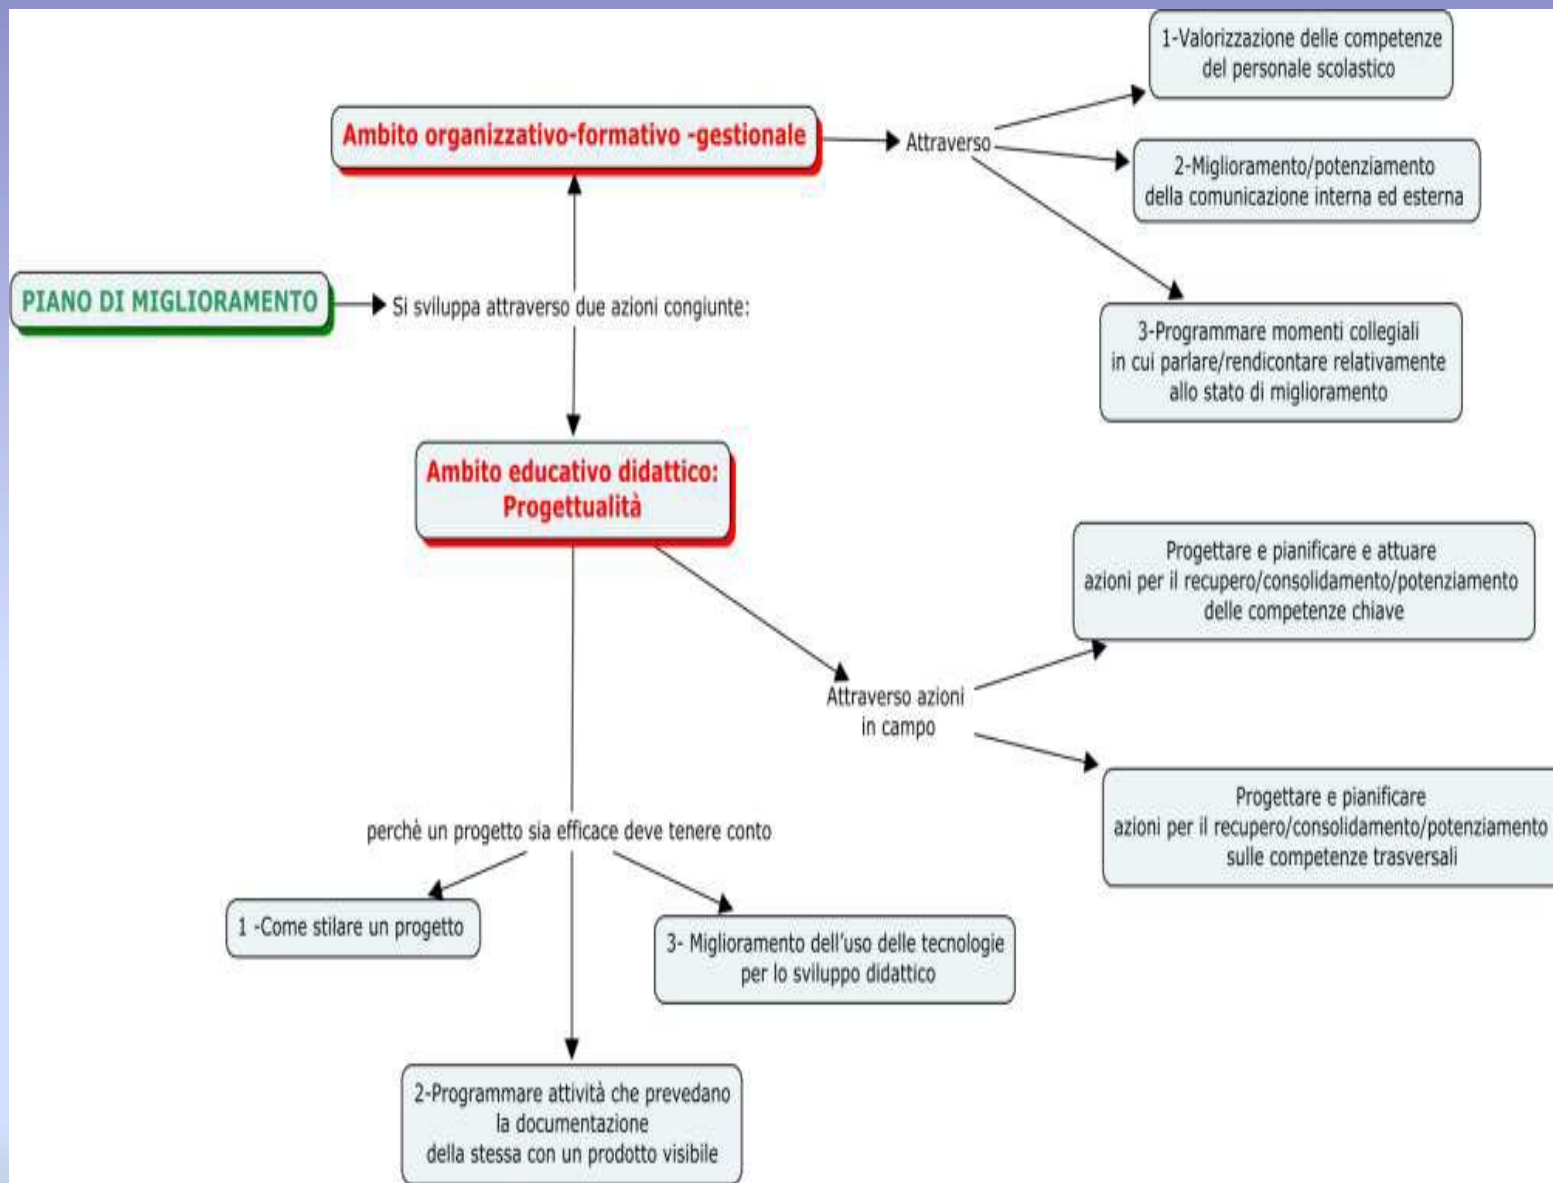 1-Valorizzazione delle competenze
del personale scolastico
Ambito organizzativo-formativo -gestionale
Attraverso
2-Miglioramento/potenziamento
della comunicazione interna ed esterna
PIANO DI MIGLIORAMENTO
Si sviluppa attraverso due azioni congiunte:
3-Programmare momenti collegiali
in cui parlare/rendicontare relativamente
allo stato di miglioramento
Ambito educativo didattico:
Progettualità
Progettare e pianificare e attuare
azioni per il recupero/consolidamento/potenziamento
delle competenze chiave
Attraverso azioni
in campo
Progettare e pianificare
azioni per il recupero/consolidamento/potenziamento
sulle competenze trasversali
perchè un progetto sia efficace deve tenere conto
1 -Come stilare un progetto
3- Miglioramento dell'uso delle tecnologie
per lo sviluppo didattico
2-Programmare attività che prevedano
la documentazione
della stessa con un prodotto visibile